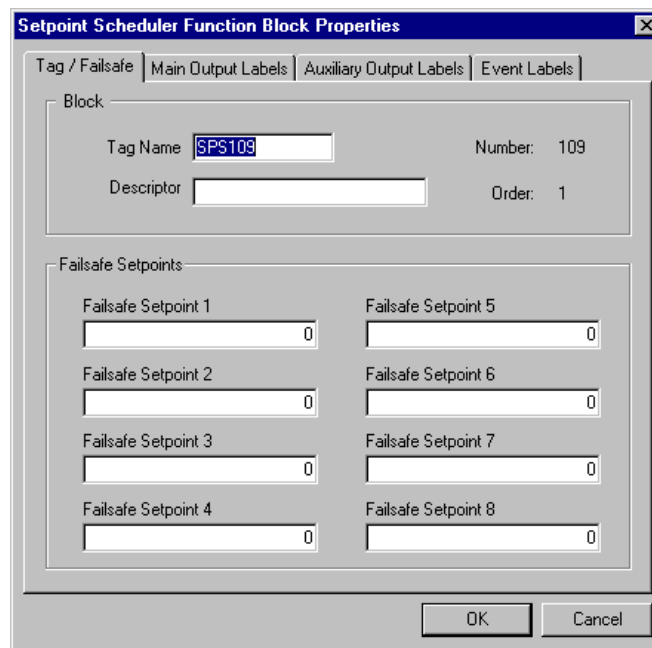 Setpoint Scheduler Function Block Properties
Tag / Failsafe Main Output Labels Auxiliary Output Labels Event Labels
Block
Tag Name SPS109 Number: 109
Descriptor Order: 1
Failsafe Setpoints
Failsafe Setpoint 1 Failsafe Setpoint 5
0 0
Failsafe Setpoint 2 Failsafe Setpoint 6
0 0
Failsafe Setpoint 3 Failsafe Setpoint 7
0 0
Failsafe Setpoint 4 Failsafe Setpoint 8
0 0
OK Cancel